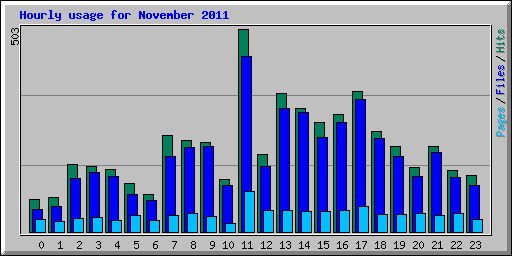 Hourly usage for November 2011
503
Pages / Files / Hits
0 1 2 3 4 5 6 7 8 9 10 11 12 13 14 15 16 17 18 19 20 21 22 23